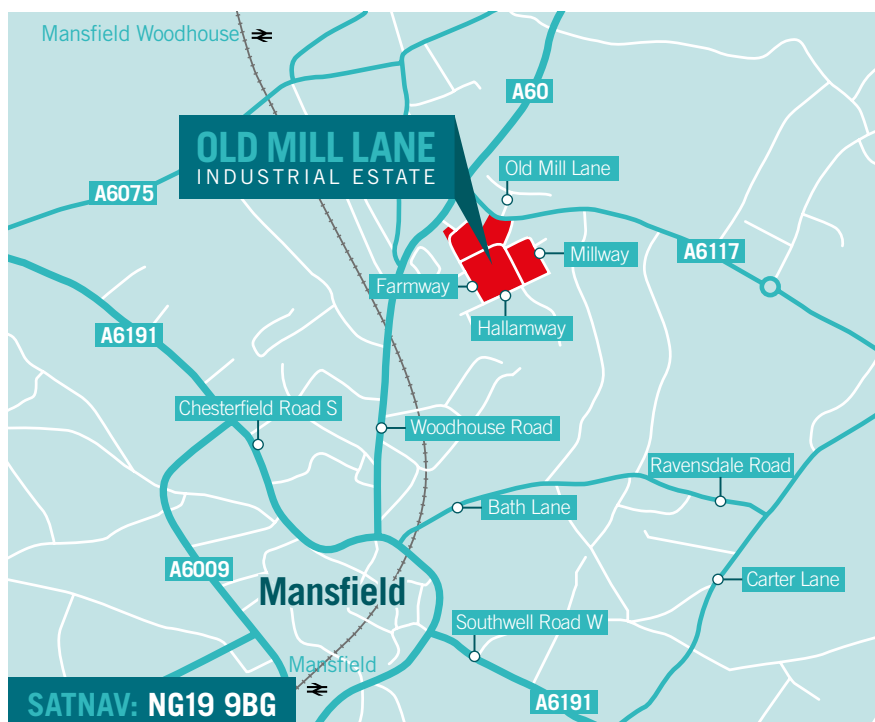 Mansfield Woodhouse
A60
OLD MILL LANE
INDUSTRIAL ESTATE
Old Mill Lane
A6075
Millway
A6117
Farmway
Hallamway
A6191
Chesterfield Road S
Woodhouse Road
Ravensdale Road
Bath Lane
A6009
Carter Lane
Mansfield
Southwell Road W
Mansfield
A6191
SATNAV: NG19 9BG